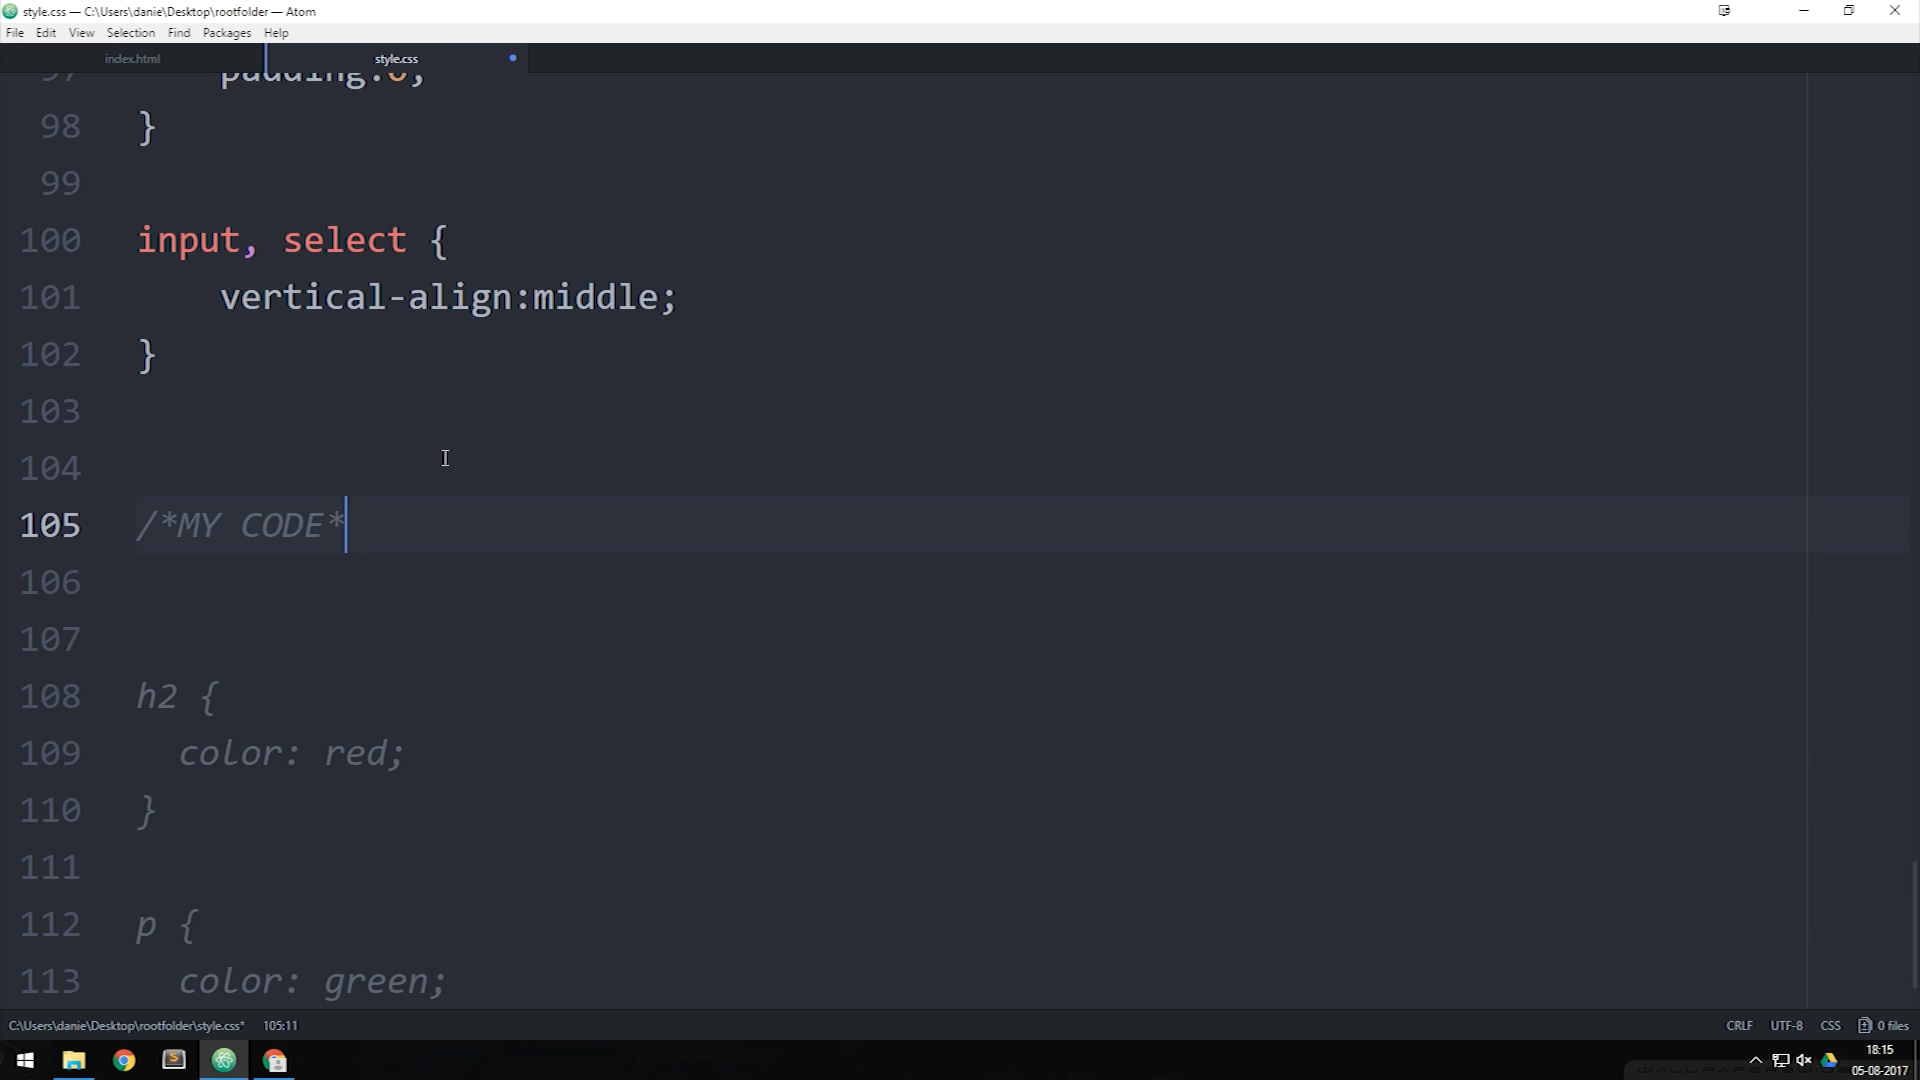 style.css — C:\Users\danie\Desktop\rootfolder — Atom
File Edit View Selection Find Packages Help
index.html style.css
97 padding:0;
98 }
99
100 input, select {
101 vertical-align:middle;
102 }
103
104
105 /*MY CODE*
106
107
108 h2 {
109 color: red;
110 }
111
112 p {
113 color: green;
C:\Users\danie\Desktop\rootfolder\style.css* 105:11 CRLF UTF-8 CSS 0 files
18:15
05-08-2017